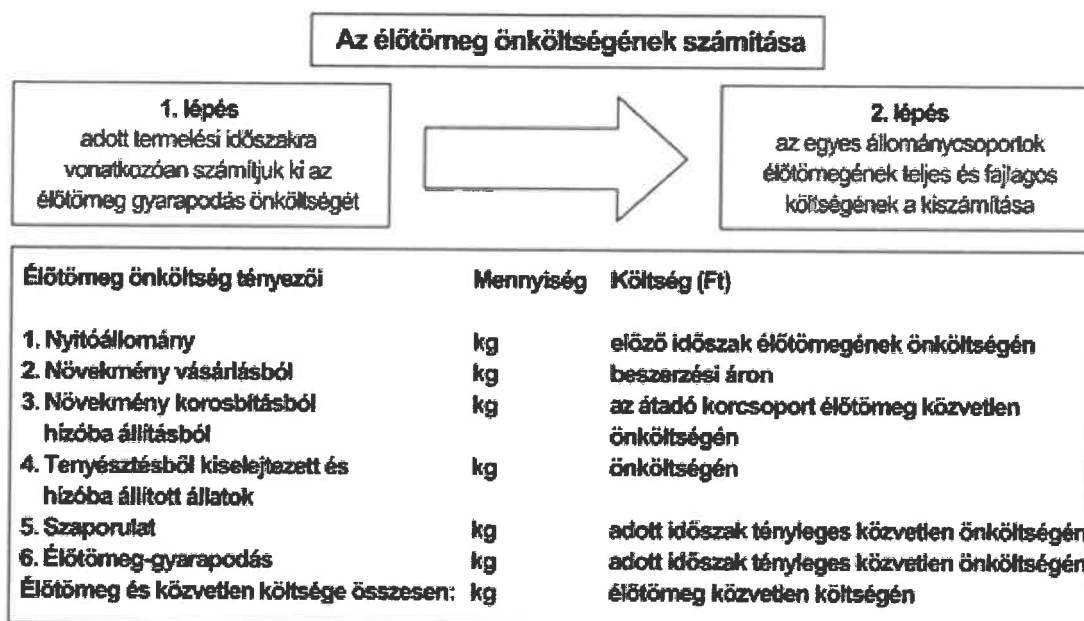 Az élőtömeg önköltségének számítása
1. lépés
adott termelési időszakra
vonatkozóan számítjuk ki az
élőtömeg gyarapodás önköltségét
2. lépés
az egyes állománycsoportok
élőtömegének teljes és fajlagos
költségének a kiszámítása
Élőtömeg önköltség tényezői Mennyiség Költség (Ft)
1. Nyitóállomány kg előző időszak élőtömegének önköltségén
2. Növekmény vásárlásból kg beszerzési áron
3. Növekmény korosbításból kg az átadó korcsoport élőtömeg közvetlen
hízóba állításból önköltségén
4. Tenyésztésből kiselejtezett és kg önköltségén
hízóba állított állatok
5. Szaporulat kg adott időszak tényleges közvetlen önköltségén
6. Élőtömeg-gyarapodás kg adott időszak tényleges közvetlen önköltségén
Élőtömeg és közvetlen költsége összesen: kg élőtömeg közvetlen költségén